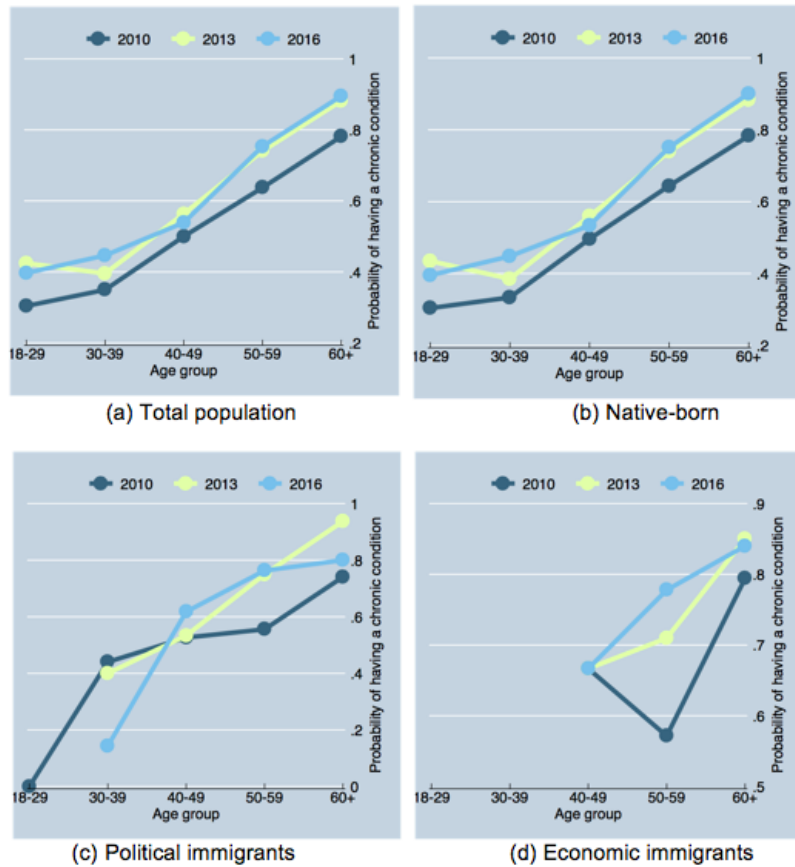 2010 2013 2016
1
.8
.6
.4
.2
Probability of having a chronic condition
18-29 30-39 40-49 50-59 60+
Age group
(a) Total population
2010 2013 2016
1
.8
.6
.4
.2
Probability of having a chronic condition
18-29 30-39 40-49 50-59 60+
Age group
(b) Native-born
2010 2013 2016
1
.8
.6
.4
.2
0
Probability of having a chronic condition
18-29 30-39 40-49 50-59 60+
Age group
(c) Political immigrants
2010 2013 2016
.9
.8
.7
.6
.5
Probability of having a chronic condition
18-29 30-39 40-49 50-59 60+
Age group
(d) Economic immigrants